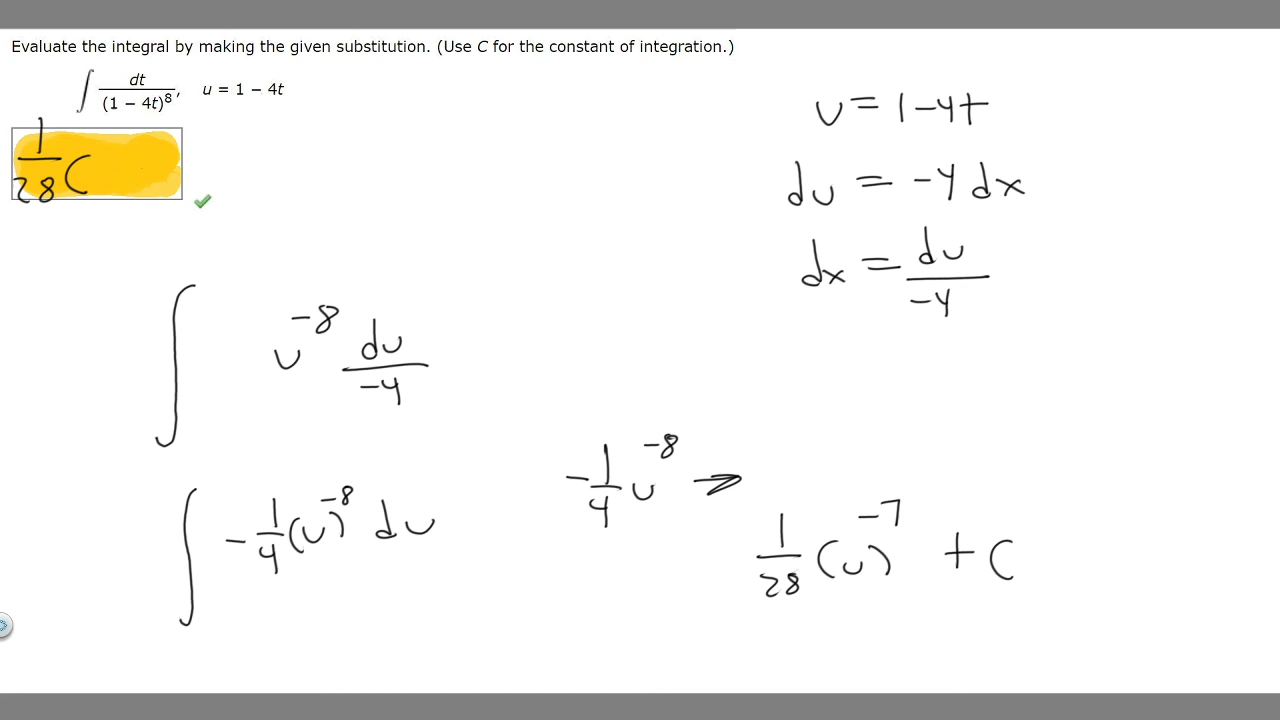 Evaluate the integral by making the given substitution. (Use C for the constant of integration.)
∫ dt/(1 − 4t)⁸, u = 1 − 4t
1/28 (
u = 1-4t
du = -4dx
dx = du/-4
∫ u⁻⁸ du/-4
∫ -1/4(u)⁻⁸ du
-1/4 u⁻⁸ →
1/28 (u)⁻⁷ + C